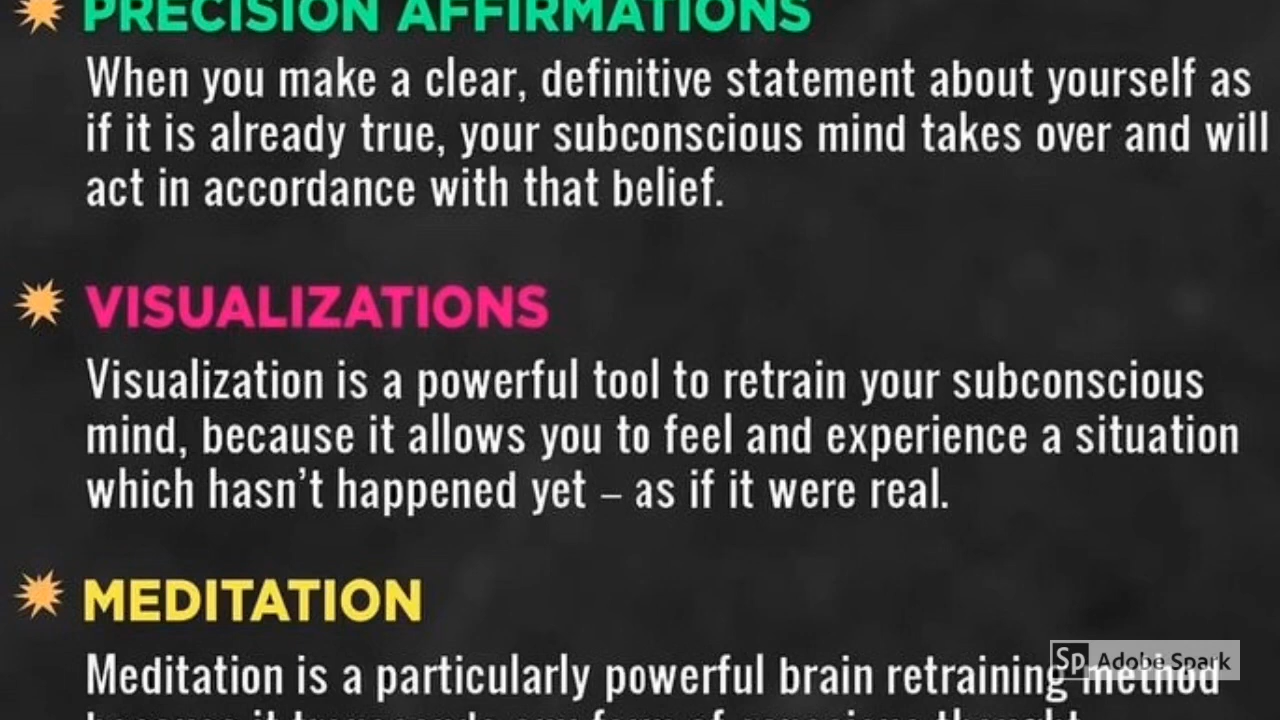 PRECISION AFFIRMATIONS
When you make a clear, definitive statement about yourself as
if it is already true, your subconscious mind takes over and will
act in accordance with that belief.
VISUALIZATIONS
Visualization is a powerful tool to retrain your subconscious
mind, because it allows you to feel and experience a situation
which hasn't happened yet – as if it were real.
MEDITATION
Meditation is a particularly powerful brain retraining method
Sp Adobe Spark